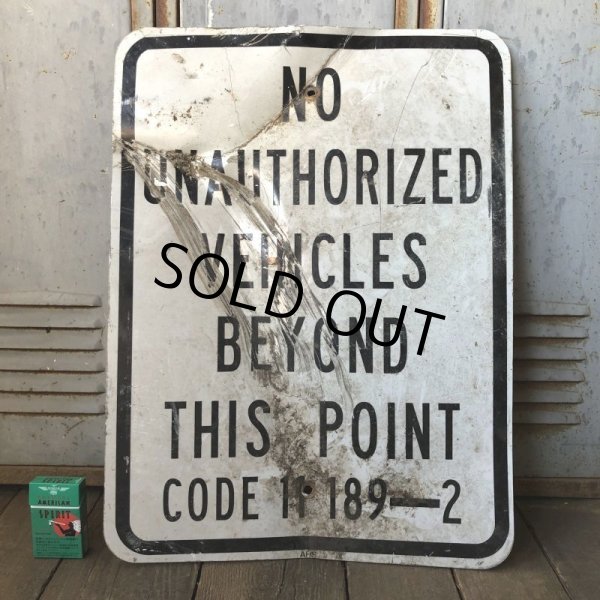 NO
UNAUTHORIZED
VEHICLES
SOLD OUT
BEYOND
THIS POINT
CODE 11 189—2
AMERICAN
SPIRIT